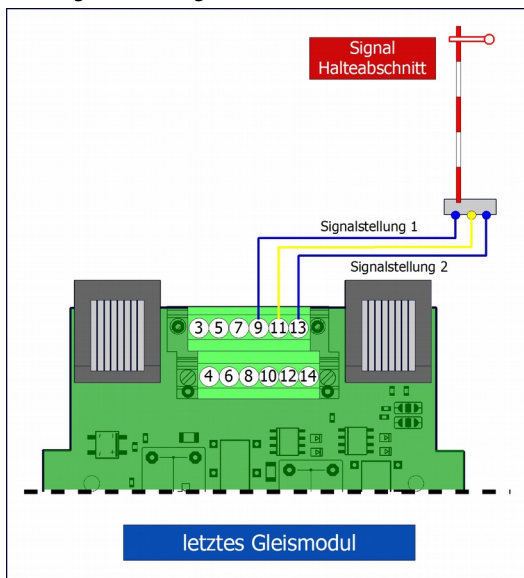 Signal
Halteabschnitt
Signalstellung 1
Signalstellung 2
3 5 7 9 11 13
4 6 8 10 12 14
letztes Gleismodul